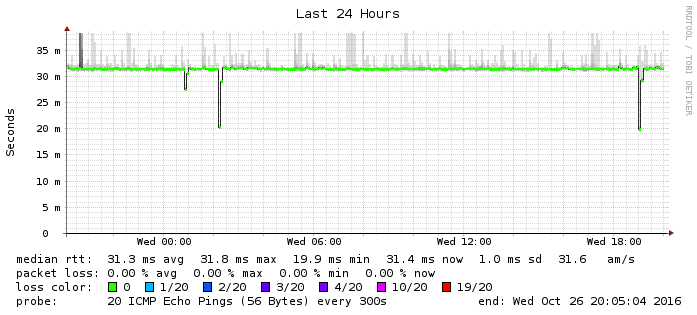 Last 24 Hours
RRDTOOL / TOBI OETIKER
Seconds
35 m
30 m
25 m
20 m
15 m
10 m
5 m
0
Wed 00:00 Wed 06:00 Wed 12:00 Wed 18:00
median rtt: 31.3 ms avg 31.8 ms max 19.9 ms min 31.4 ms now 1.0 ms sd 31.6 am/s
packet loss: 0.00 % avg 0.00 % max 0.00 % min 0.00 % now
loss color: 0 1/20 2/20 3/20 4/20 10/20 19/20
probe: 20 ICMP Echo Pings (56 Bytes) every 300s end: Wed Oct 26 20:05:04 2016